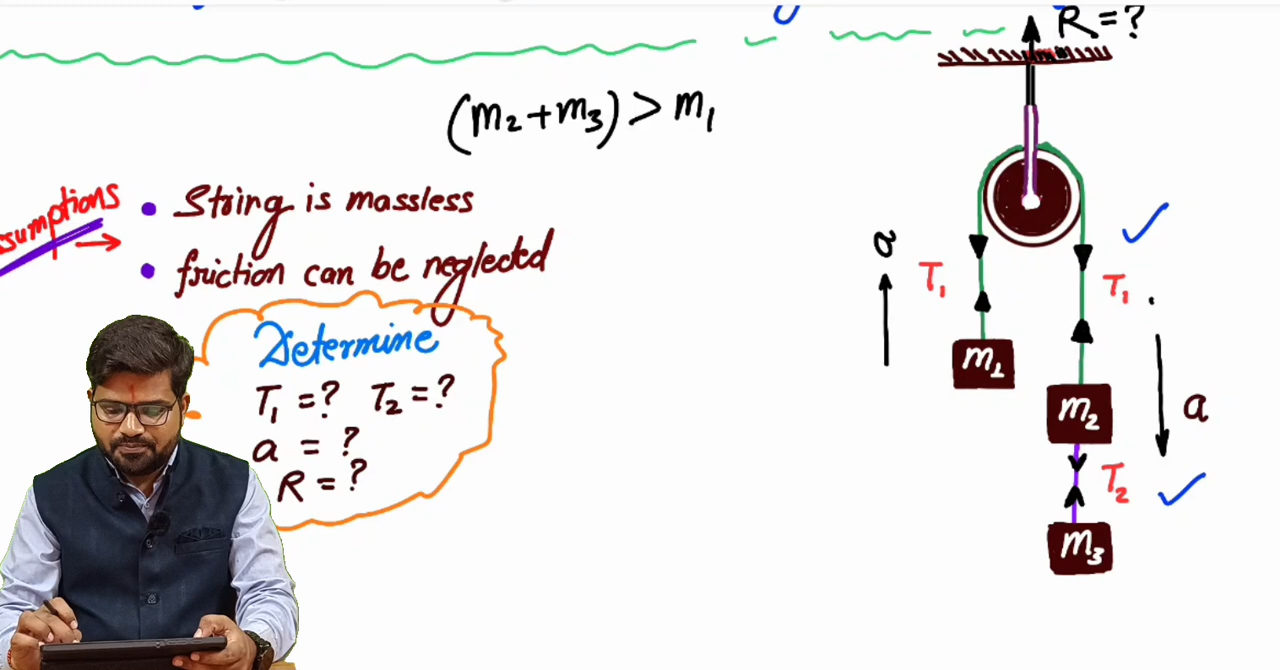 R = ?
(m₂+m₃) > m₁
ssumptions → • String is massless
• friction can be neglected
Determine
T₁ = ? T₂ = ?
a = ?
R = ?
a
T₁
T₁
m₁
m₂
a
T₂
m₃